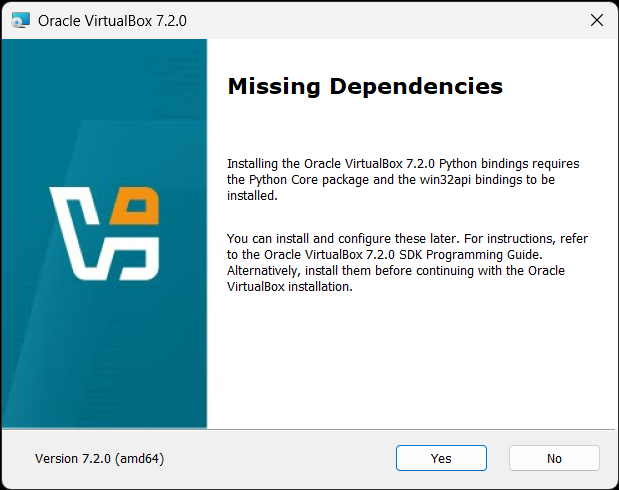 Oracle VirtualBox 7.2.0
Missing Dependencies
Installing the Oracle VirtualBox 7.2.0 Python bindings requires
the Python Core package and the win32api bindings to be
installed.
You can install and configure these later. For instructions, refer
to the Oracle VirtualBox 7.2.0 SDK Programming Guide.
Alternatively, install them before continuing with the Oracle
VirtualBox installation.
Version 7.2.0 (amd64)
Yes
No